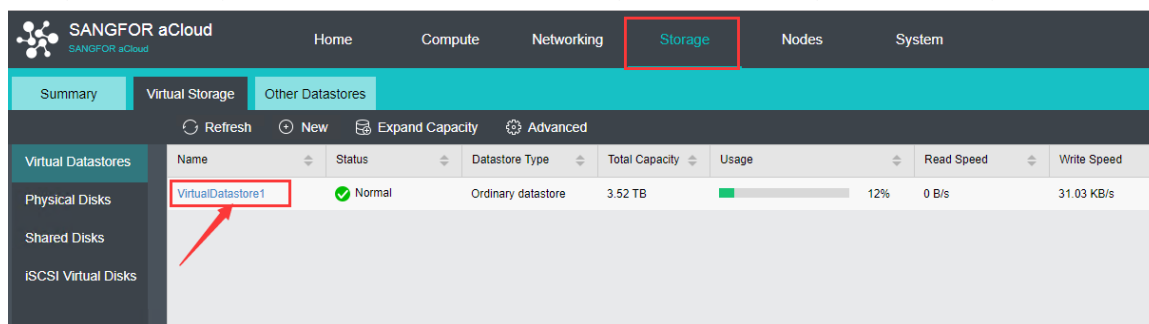 SANGFOR aCloud
SANGFOR aCloud
Home Compute Networking Storage Nodes System
Summary Virtual Storage Other Datastores
Refresh New Expand Capacity Advanced
Virtual Datastores
Physical Disks
Shared Disks
iSCSI Virtual Disks
Name Status Datastore Type Total Capacity Usage Read Speed Write Speed
VirtualDatastore1 Normal Ordinary datastore 3.52 TB 12% 0 B/s 31.03 KB/s